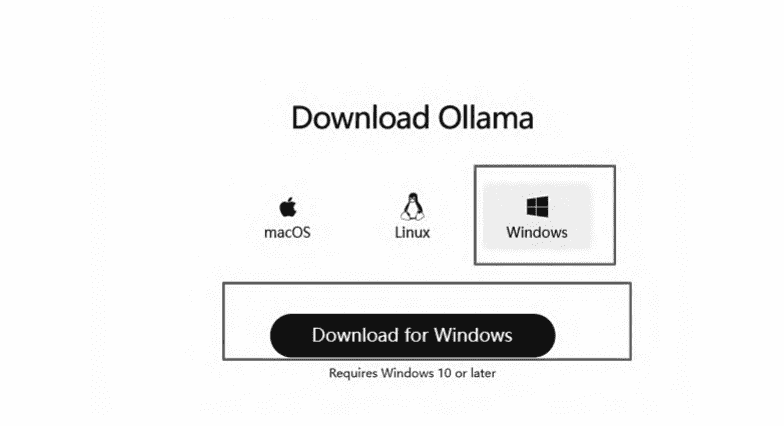 Download Ollama
macOS
Linux
Windows
Download for Windows
Requires Windows 10 or later